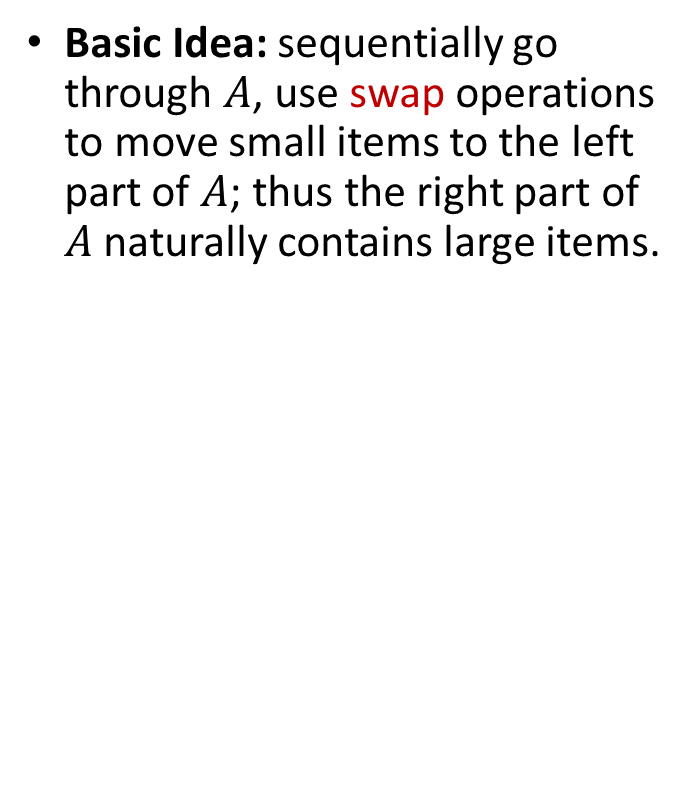 • Basic Idea: sequentially go
through A, use swap operations
to move small items to the left
part of A; thus the right part of
A naturally contains large items.